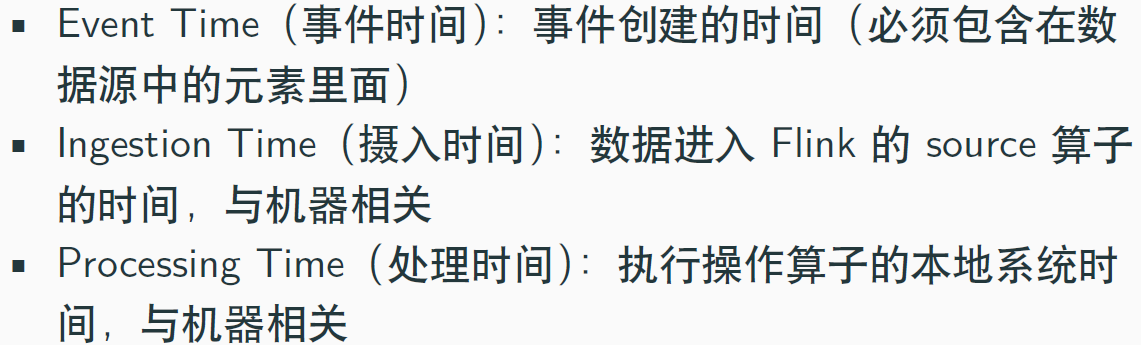 ▪ Event Time（事件时间）：事件创建的时间（必须包含在数
据源中的元素里面）
▪ Ingestion Time（摄入时间）：数据进入 Flink 的 source 算子
的时间，与机器相关
▪ Processing Time（处理时间）：执行操作算子的本地系统时
间，与机器相关